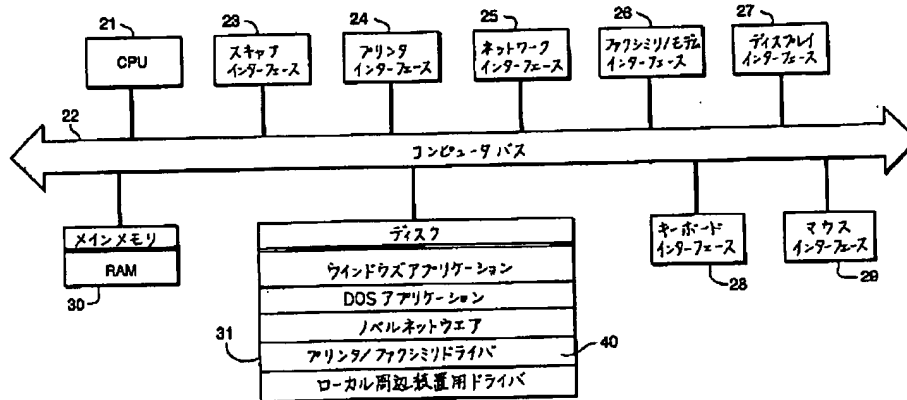 21
23
24
25
26
27
CPU
スキャナ
インターフェース
プリンタ
インターフェース
ネットワーク
インターフェース
ファクシミリ/モデム
インターフェース
ディスプレイ
インターフェース
22
コンピュータバス
メインメモリ
RAM
30
ディスク
ウインドウズアプリケーション
DOSアプリケーション
ノベルネットウエア
プリンタ/ファクシミリドライバ
ローカル周辺装置用ドライバ
31
40
キーボード
インターフェース
28
マウス
インターフェース
29